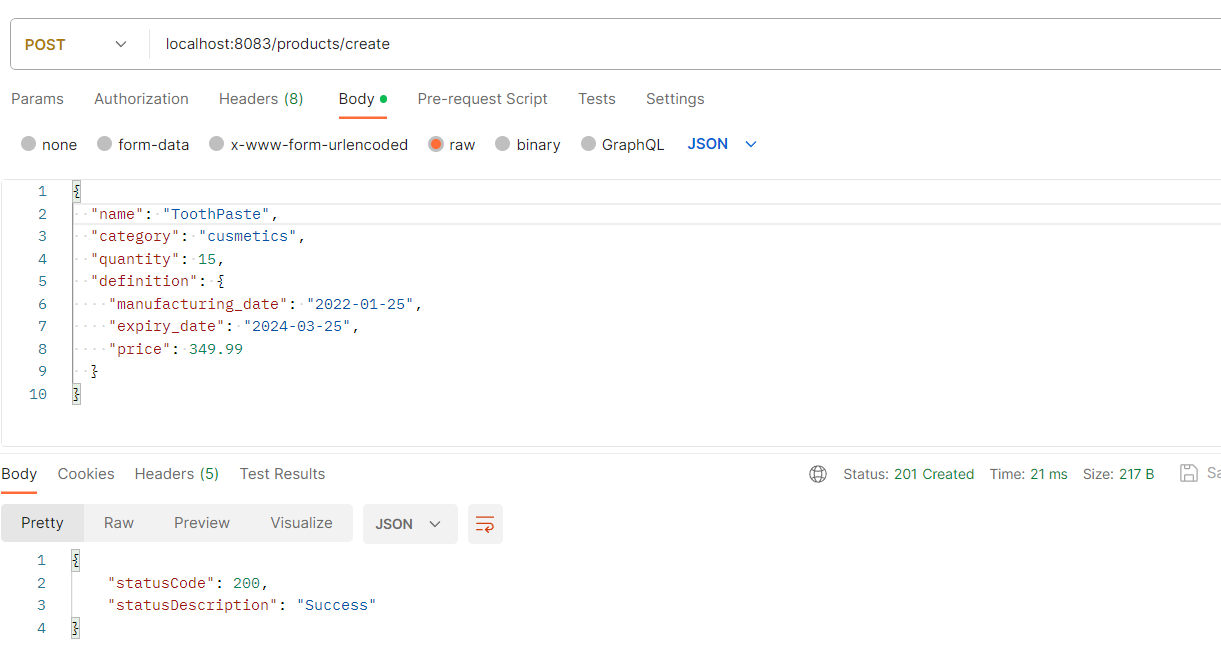 POST localhost:8083/products/create
Params Authorization Headers (8) Body Pre-request Script Tests Settings
none form-data x-www-form-urlencoded raw binary GraphQL JSON
1 {
2 "name": "ToothPaste",
3 "category": "cusmetics",
4 "quantity": 15,
5 "definition": {
6 "manufacturing_date": "2022-01-25",
7 "expiry_date": "2024-03-25",
8 "price": 349.99
9 }
10 }
Body Cookies Headers (5) Test Results Status: 201 Created Time: 21 ms Size: 217 B Sa
Pretty Raw Preview Visualize JSON
1 {
2 "statusCode": 200,
3 "statusDescription": "Success"
4 }